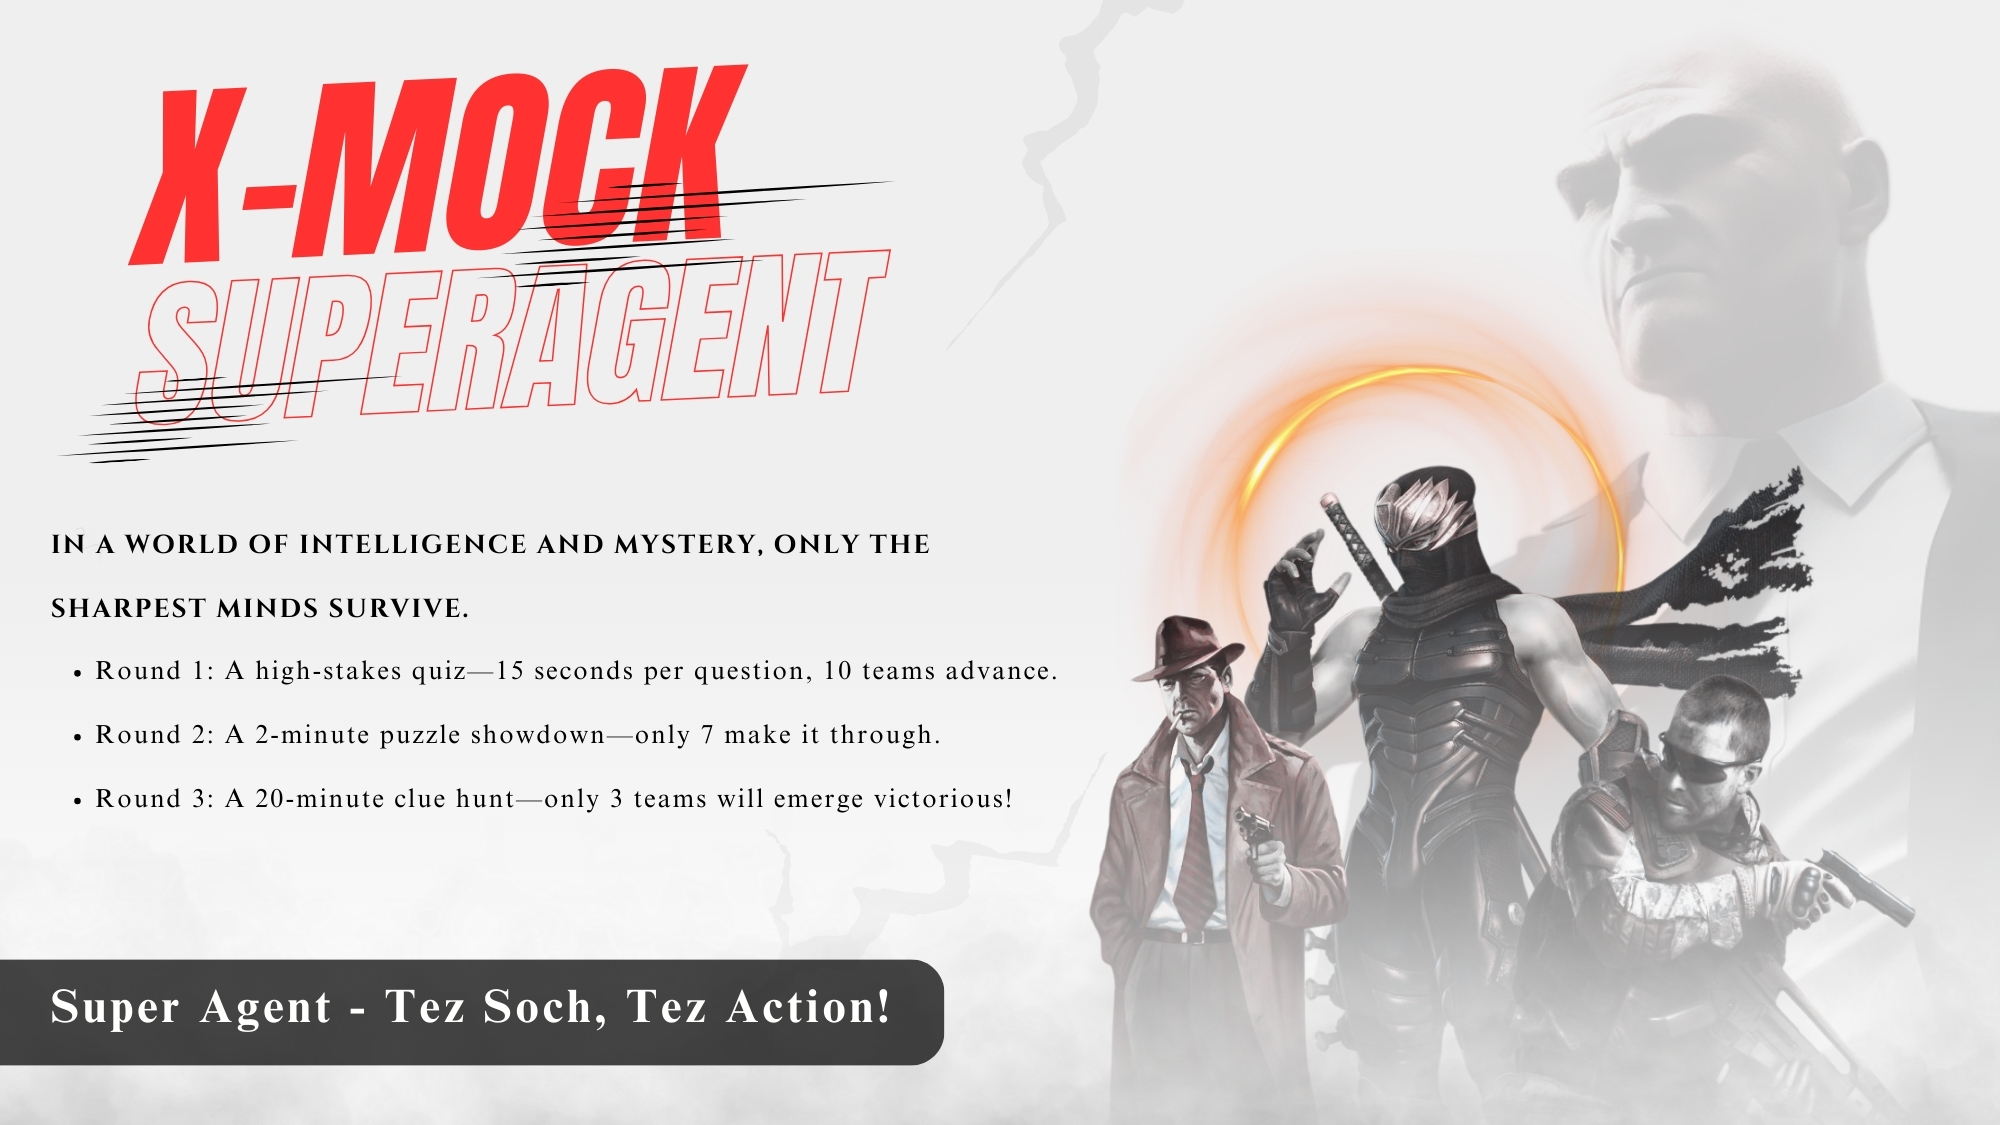 X-MOCK
SUPERAGENT
IN A WORLD OF INTELLIGENCE AND MYSTERY, ONLY THE
SHARPEST MINDS SURVIVE.
• Round 1: A high-stakes quiz—15 seconds per question, 10 teams advance.
• Round 2: A 2-minute puzzle showdown—only 7 make it through.
• Round 3: A 20-minute clue hunt—only 3 teams will emerge victorious!
Super Agent - Tez Soch, Tez Action!